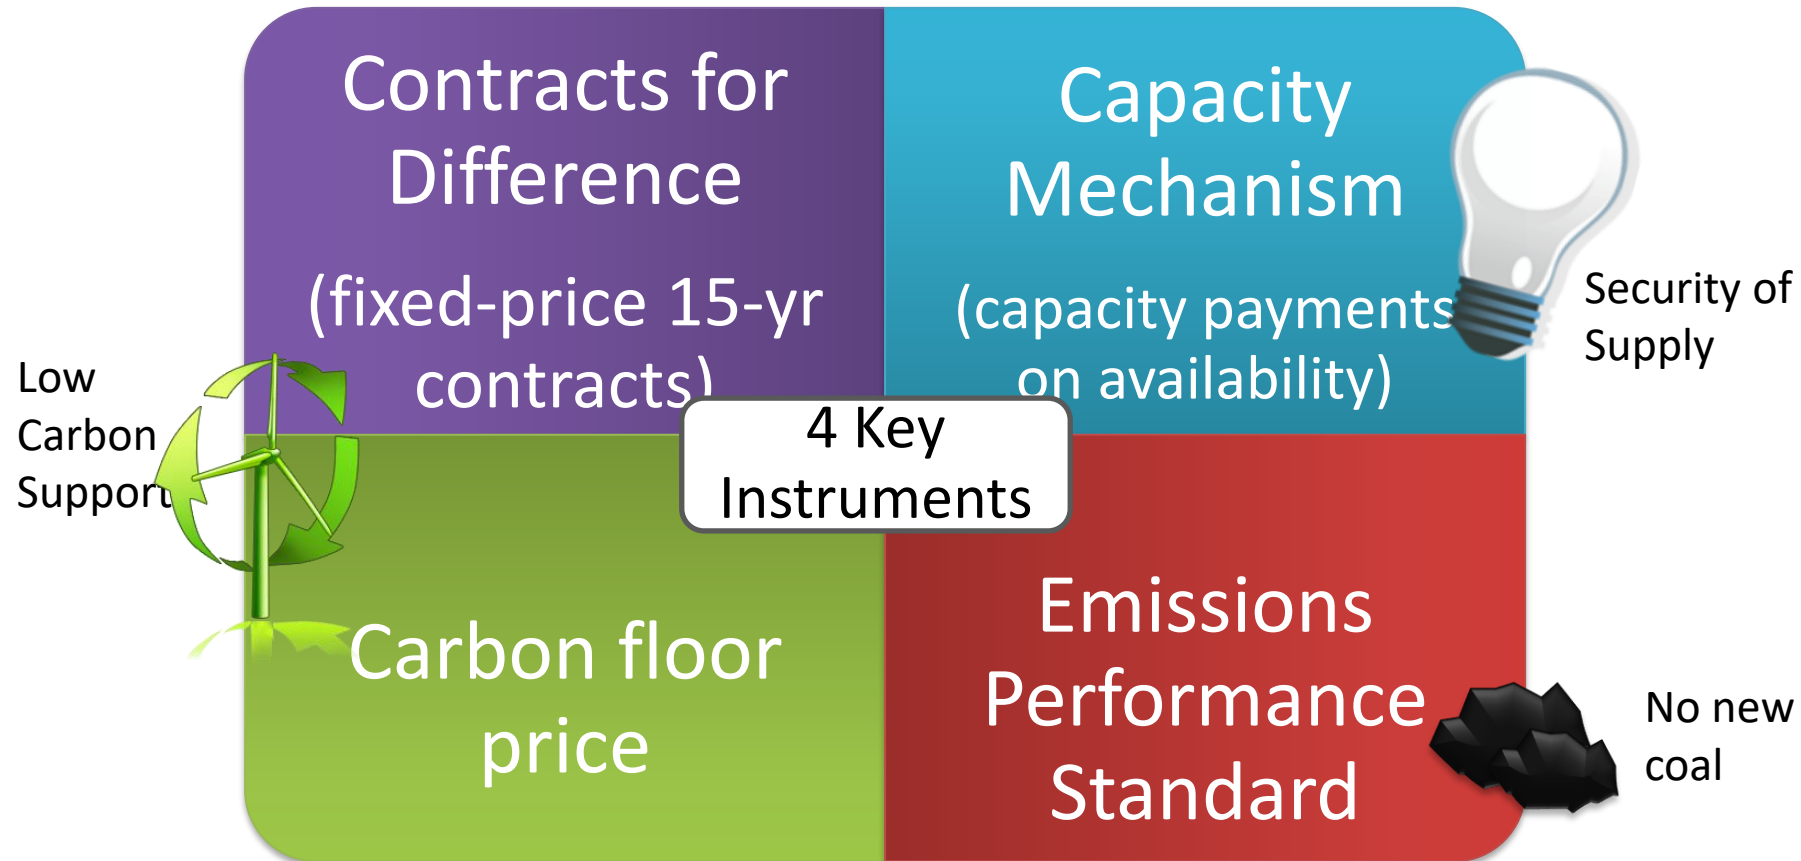 Contracts for
Difference
(fixed-price 15-yr
contracts)
Capacity
Mechanism
(capacity payments
on availability)
Security of
Supply
Low
Carbon
Support
4 Key
Instruments
Carbon floor
price
Emissions
Performance
Standard
No new
coal